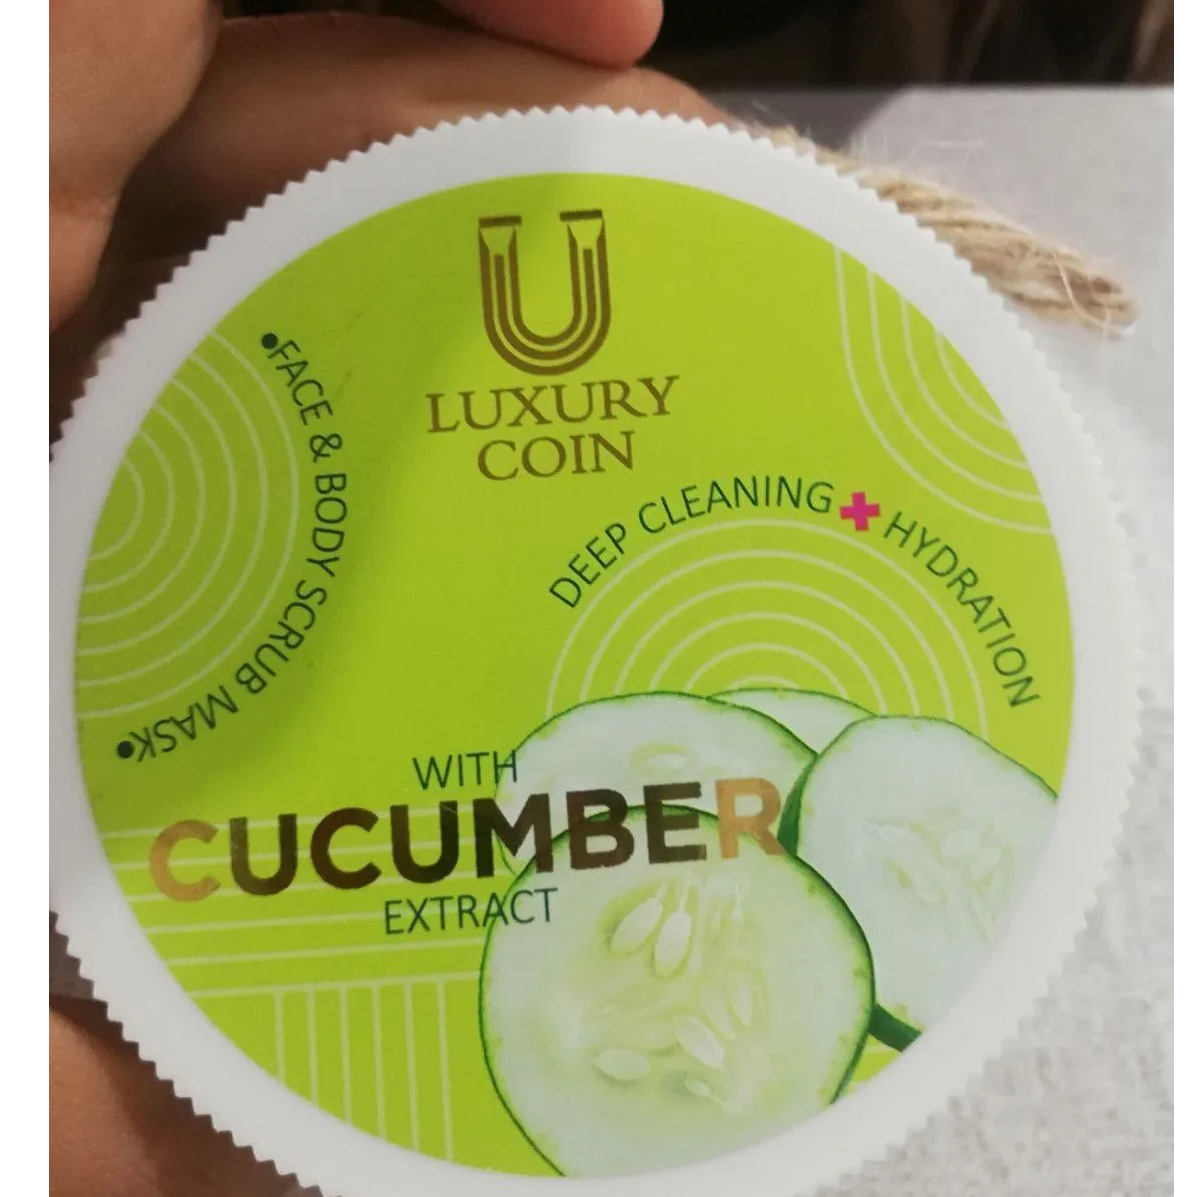 LUXURY
COIN
•FACE & BODY SCRUB MASK•
DEEP CLEANING + HYDRATION
WITH
CUCUMBER
EXTRACT